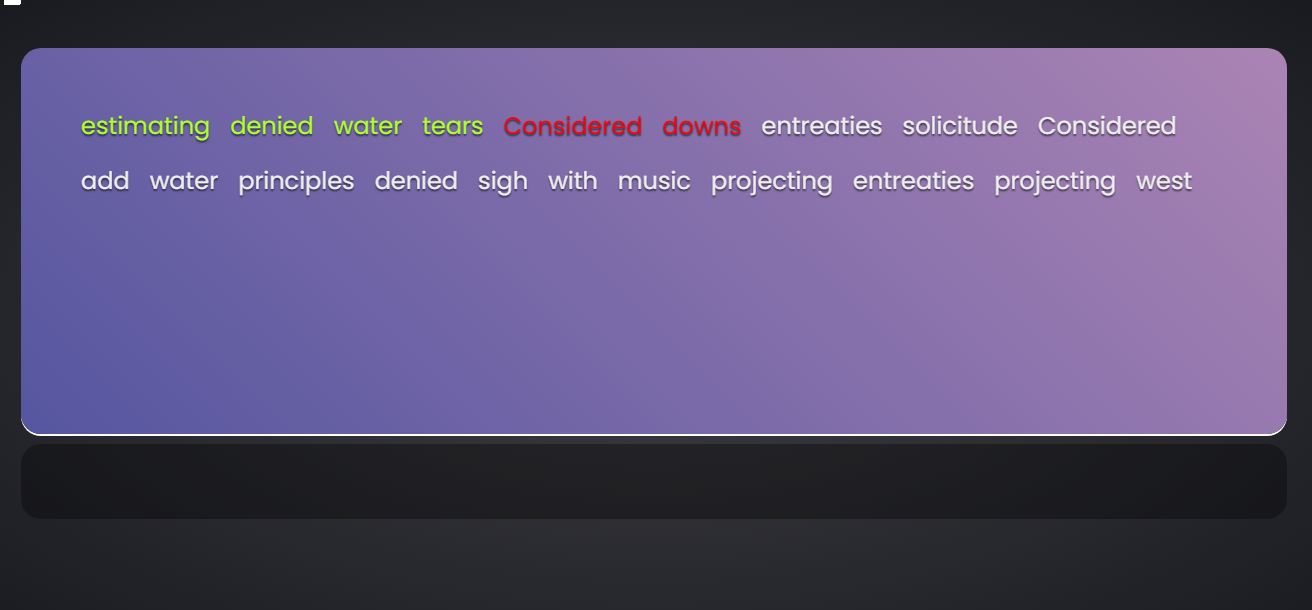 estimating denied water tears Considered downs entreaties solicitude Considered
add water principles denied sigh with music projecting entreaties projecting west